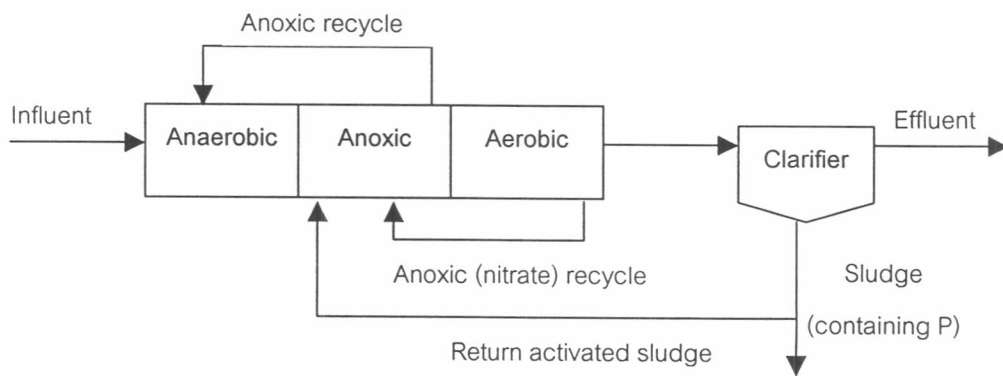 Anoxic recycle
Influent
Anaerobic
Anoxic
Aerobic
Clarifier
Effluent
Anoxic (nitrate) recycle
Sludge
(containing P)
Return activated sludge